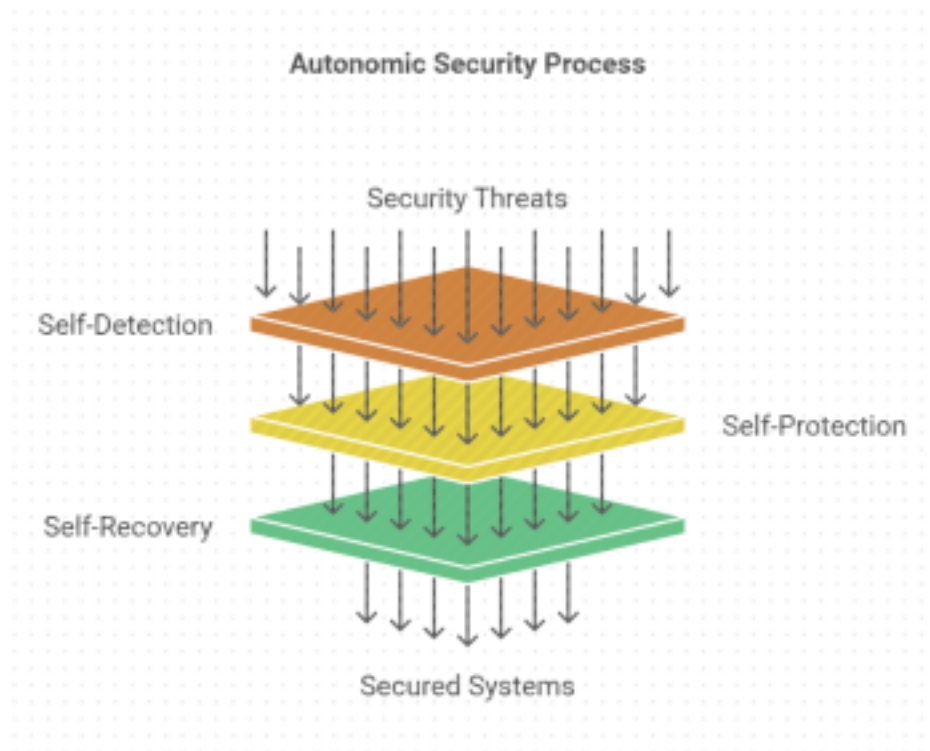 Autonomic Security Process
Security Threats
Self-Detection
Self-Protection
Self-Recovery
Secured Systems